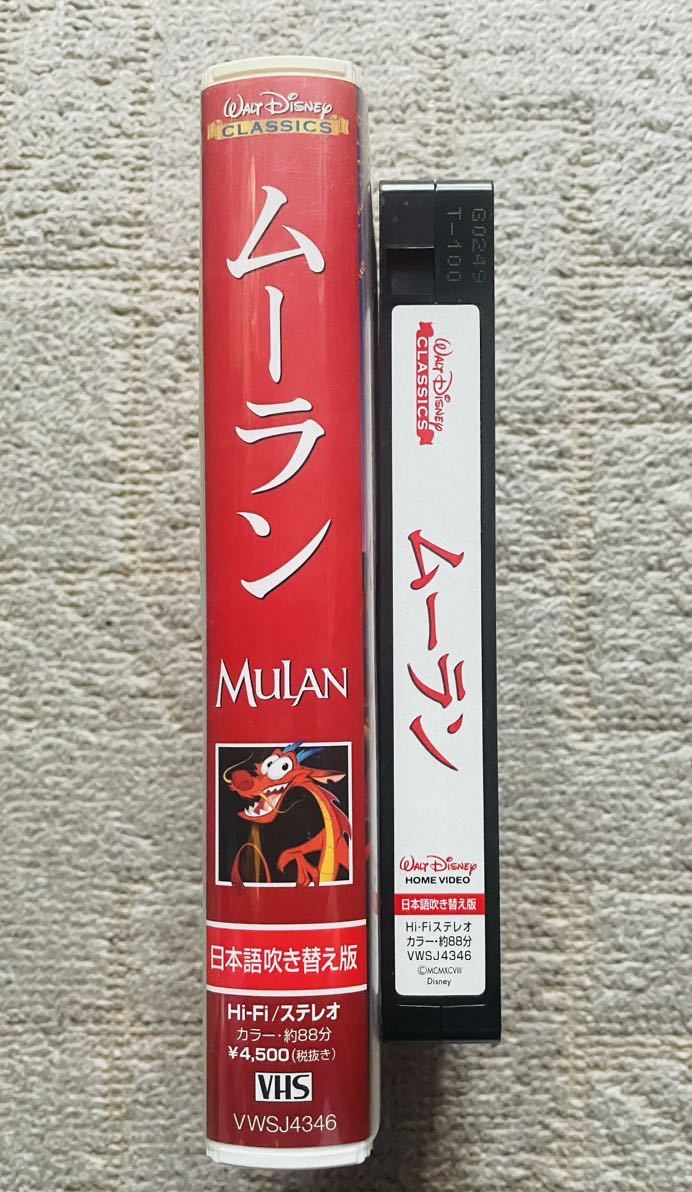 WALT DISNEY
CLASSICS
ムーラン
MULAN
日本語吹き替え版
Hi-Fi/ステレオ
カラー・約88分
¥4,500(税抜き)
VHS
VWSJ4346
G0249
T-100
WALT DISNEY
CLASSICS
ムーラン
WALT DISNEY
HOME VIDEO
日本語吹き替え版
Hi-Fiステレオ
カラー・約88分
VWSJ4346
©MCMXCVIII
Disney